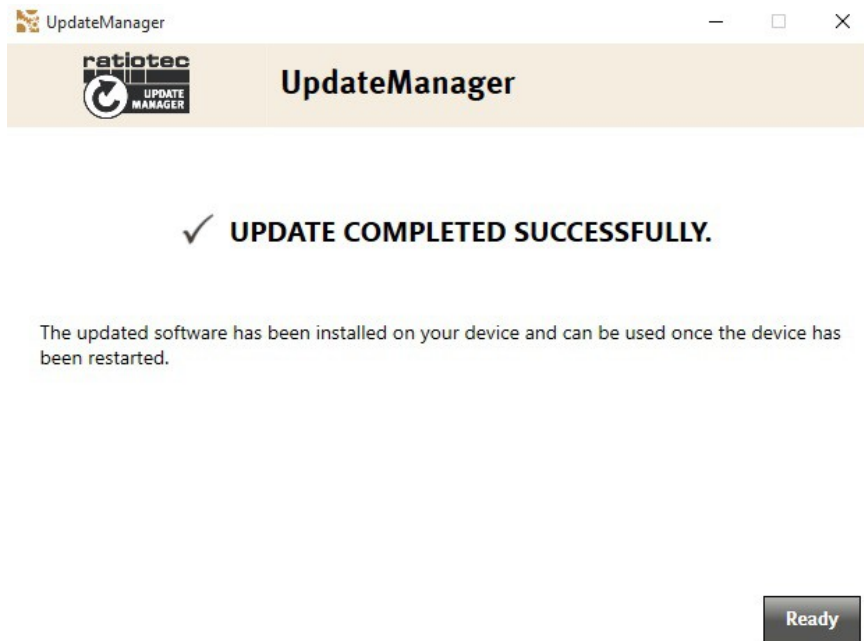 UpdateManager
ratiotec
UPDATE
MANAGER
UpdateManager
UPDATE COMPLETED SUCCESSFULLY.
The updated software has been installed on your device and can be used once the device has
been restarted.
Ready